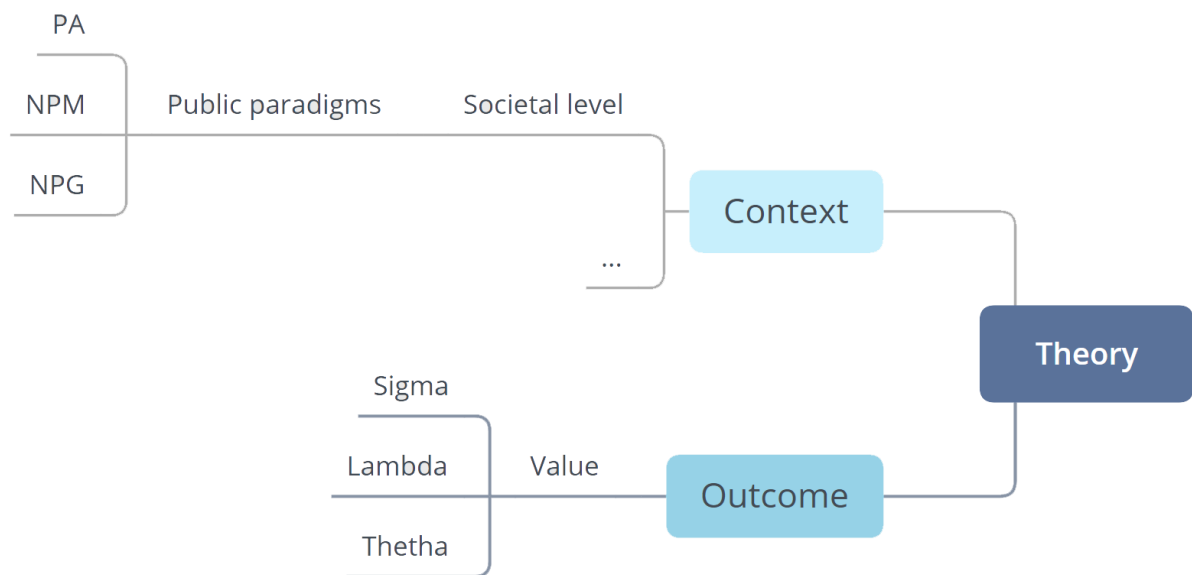 PA
NPM
Public paradigms
Societal level
NPG
Context
...
Theory
Sigma
Lambda
Value
Outcome
Thetha